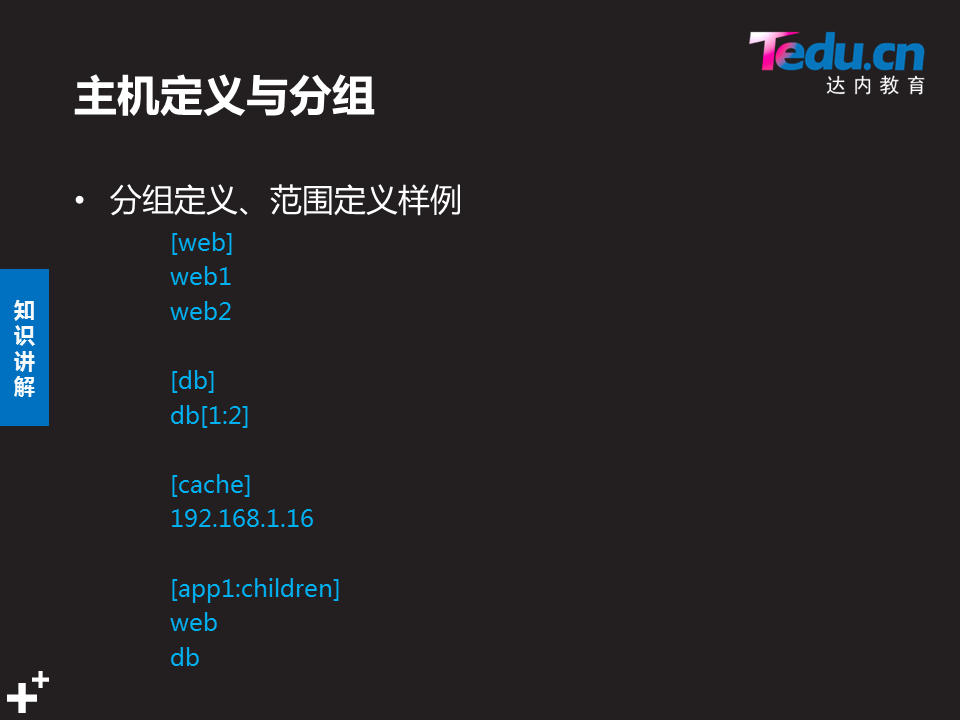 Tedu.cn
达内教育
主机定义与分组
• 分组定义、范围定义样例
[web]
web1
web2
[db]
db[1:2]
[cache]
192.168.1.16
[app1:children]
web
db
知
识
讲
解